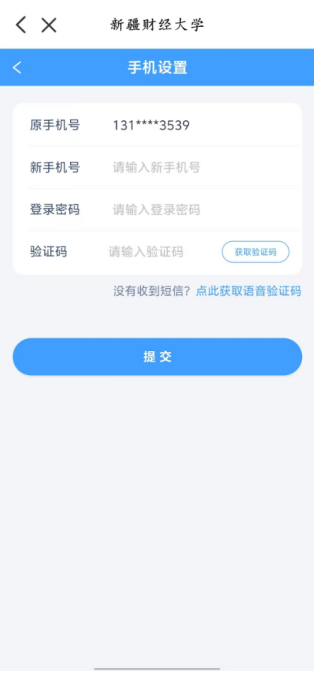 新疆财经大学
手机设置
原手机号 131****3539
新手机号 请输入新手机号
登录密码 请输入登录密码
验证码 请输入验证码 获取验证码
没有收到短信？点此获取语音验证码
提交